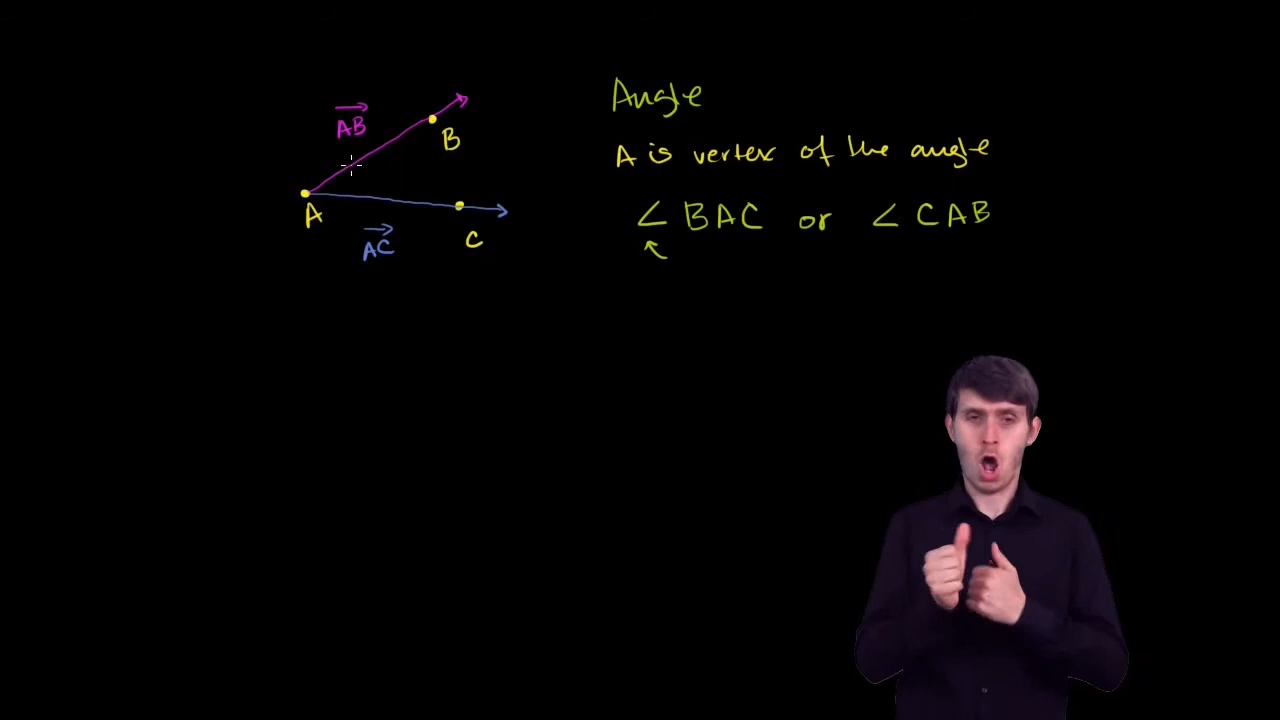 Angle
AB
B
A is vertex of the angle
A
∠ BAC or ∠ CAB
AC
C